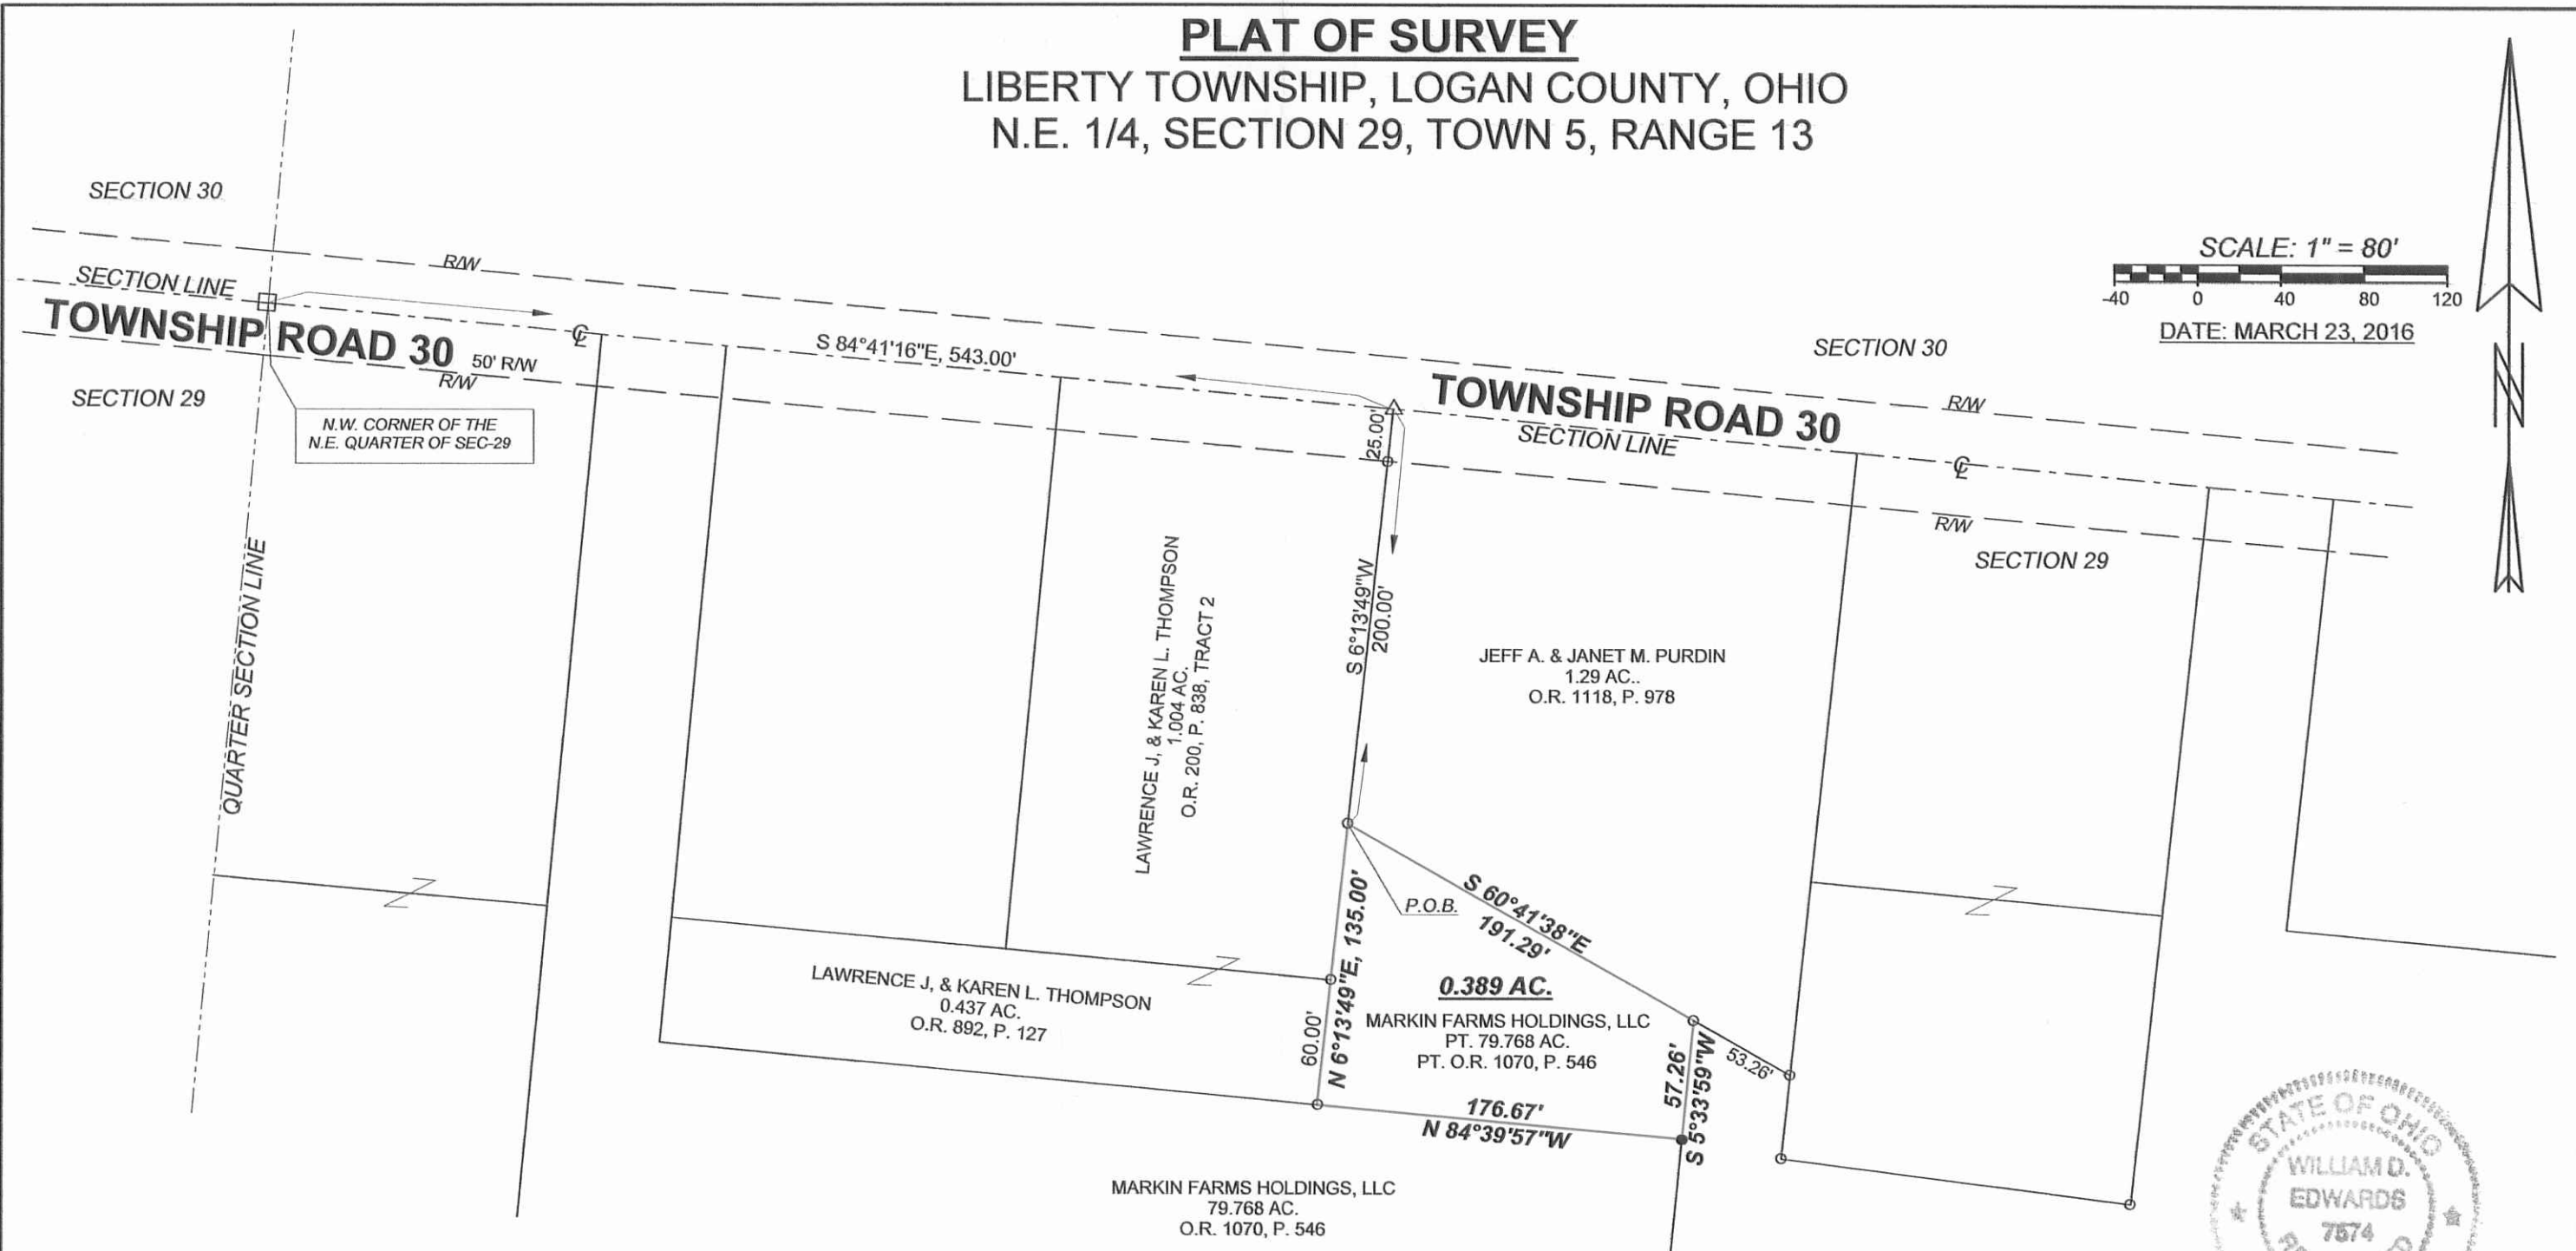 PLAT OF SURVEY
LIBERTY TOWNSHIP, LOGAN COUNTY, OHIO
N.E. 1/4, SECTION 29, TOWN 5, RANGE 13
SECTION 30
R/W
SECTION LINE
TOWNSHIP ROAD 30
50' R/W
R/W
SECTION 29
N.W. CORNER OF THE
N.E. QUARTER OF SEC-29
QUARTER SECTION LINE
℄
S 84°41'16"E, 543.00'
SCALE: 1" = 80'
-40 0 40 80 120
DATE: MARCH 23, 2016
N
SECTION 30
TOWNSHIP ROAD 30
SECTION LINE
R/W
℄
R/W
SECTION 29
25.00'
S 6°13'49"W
200.00'
LAWRENCE J, & KAREN L. THOMPSON
1.004 AC.
O.R. 200, P. 838, TRACT 2
JEFF A. & JANET M. PURDIN
1.29 AC..
O.R. 1118, P. 978
P.O.B.
S 60°41'38"E
191.29'
N 6°13'49"E, 135.00'
60.00'
LAWRENCE J, & KAREN L. THOMPSON
0.437 AC.
O.R. 892, P. 127
0.389 AC.
MARKIN FARMS HOLDINGS, LLC
PT. 79.768 AC.
PT. O.R. 1070, P. 546
57.26'
S 5°33'59"W
53.26'
176.67'
N 84°39'57"W
MARKIN FARMS HOLDINGS, LLC
79.768 AC.
O.R. 1070, P. 546
STATE OF OHIO
WILLIAM D.
EDWARDS
7574